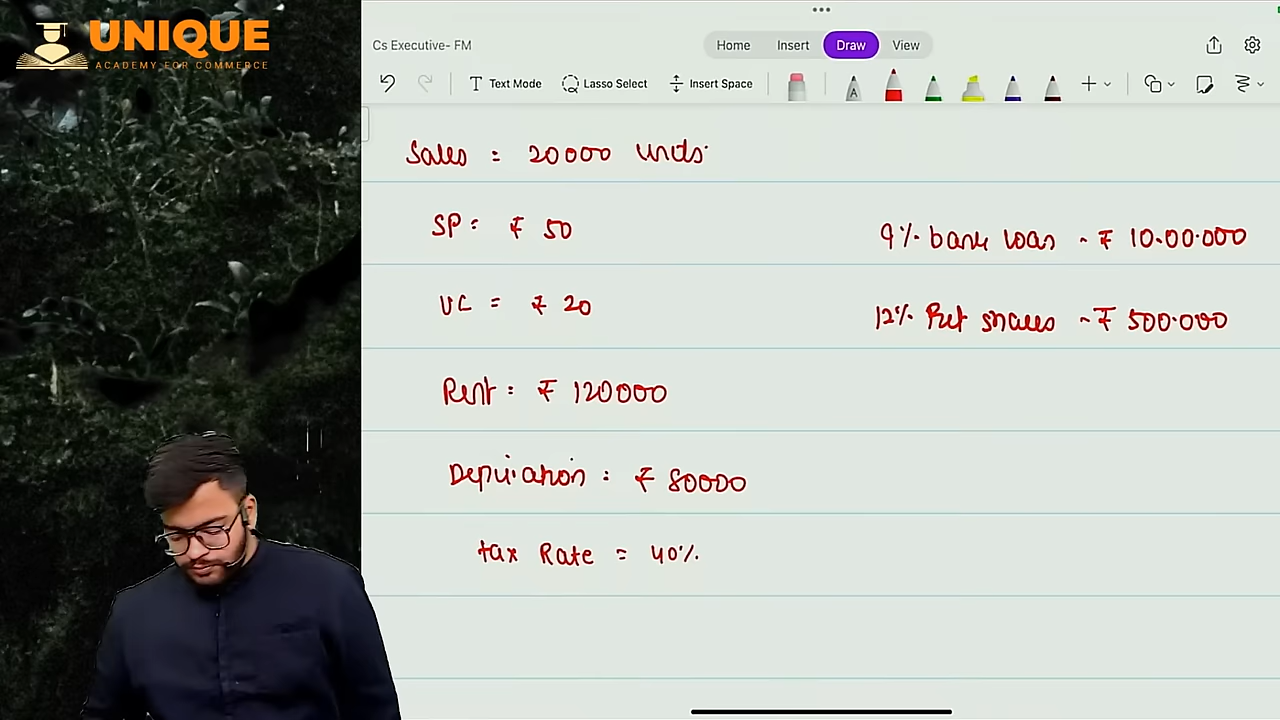 UNIQUE
ACADEMY FOR COMMERCE
Cs Executive- FM
Home Insert Draw View
Text Mode Lasso Select Insert Space
A
Sales = 20000 units.
SP = ₹ 50
9% bank loan - ₹ 10,00,000
VC = ₹ 20
12% Pref shares - ₹ 500,000
Rent = ₹ 120000
Depriation = ₹ 80000
tax Rate = 40%